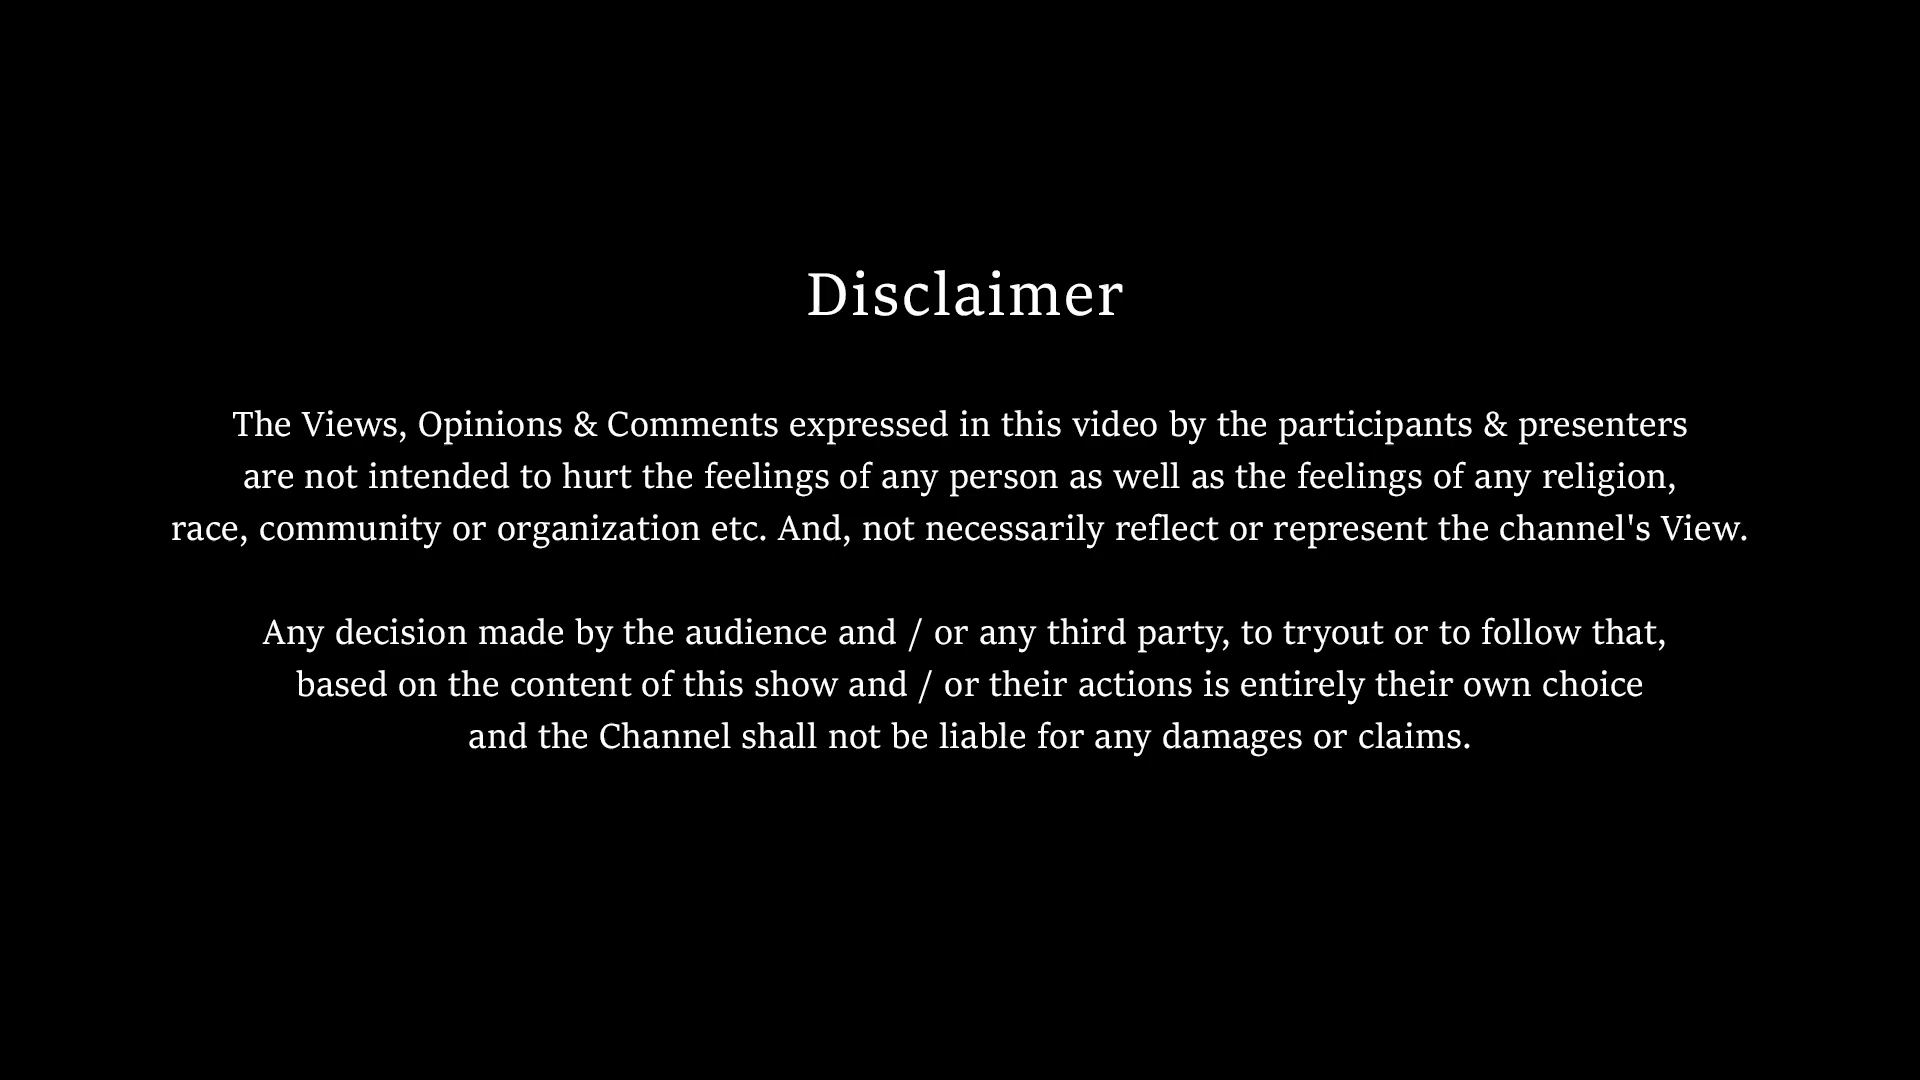 Disclaimer
The Views, Opinions & Comments expressed in this video by the participants & presenters
are not intended to hurt the feelings of any person as well as the feelings of any religion,
race, community or organization etc. And, not necessarily reflect or represent the channel's View.
Any decision made by the audience and / or any third party, to tryout or to follow that,
based on the content of this show and / or their actions is entirely their own choice
and the Channel shall not be liable for any damages or claims.